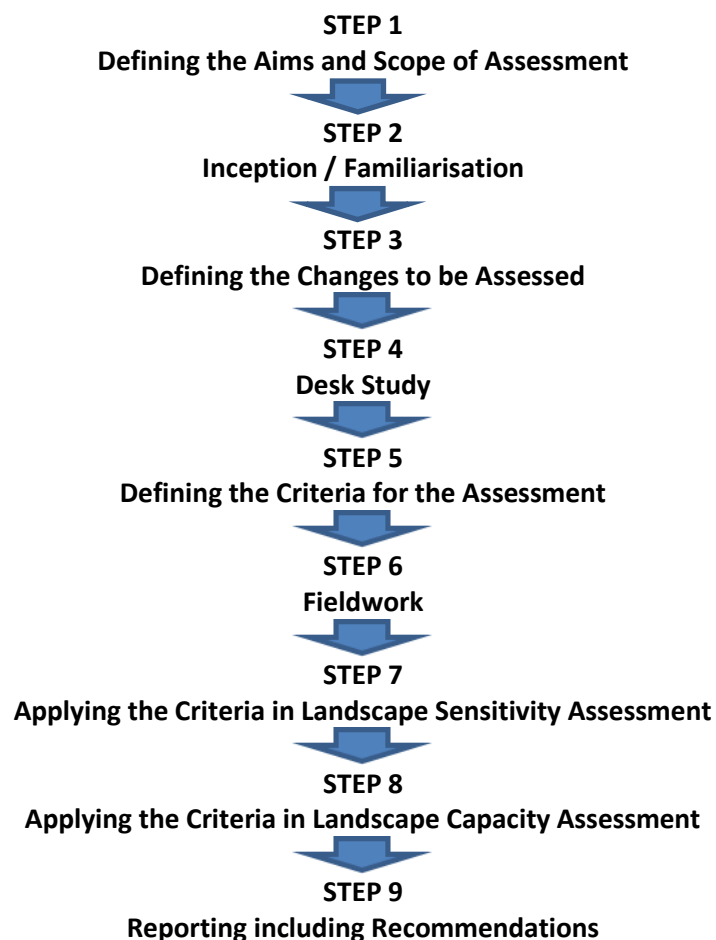 STEP 1
Defining the Aims and Scope of Assessment
STEP 2
Inception / Familiarisation
STEP 3
Defining the Changes to be Assessed
STEP 4
Desk Study
STEP 5
Defining the Criteria for the Assessment
STEP 6
Fieldwork
STEP 7
Applying the Criteria in Landscape Sensitivity Assessment
STEP 8
Applying the Criteria in Landscape Capacity Assessment
STEP 9
Reporting including Recommendations